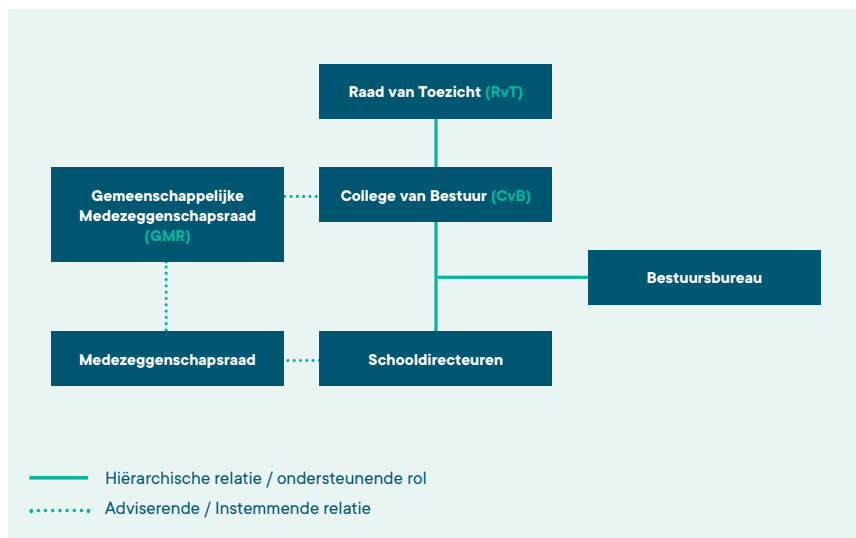 Raad van Toezicht (RvT)
Gemeenschappelijke
Medezeggenschapsraad
(GMR)
College van Bestuur (CvB)
Bestuursbureau
Medezeggenschapsraad
Schooldirecteuren
Hiërarchische relatie / ondersteunende rol
Adviserende / Instemmende relatie